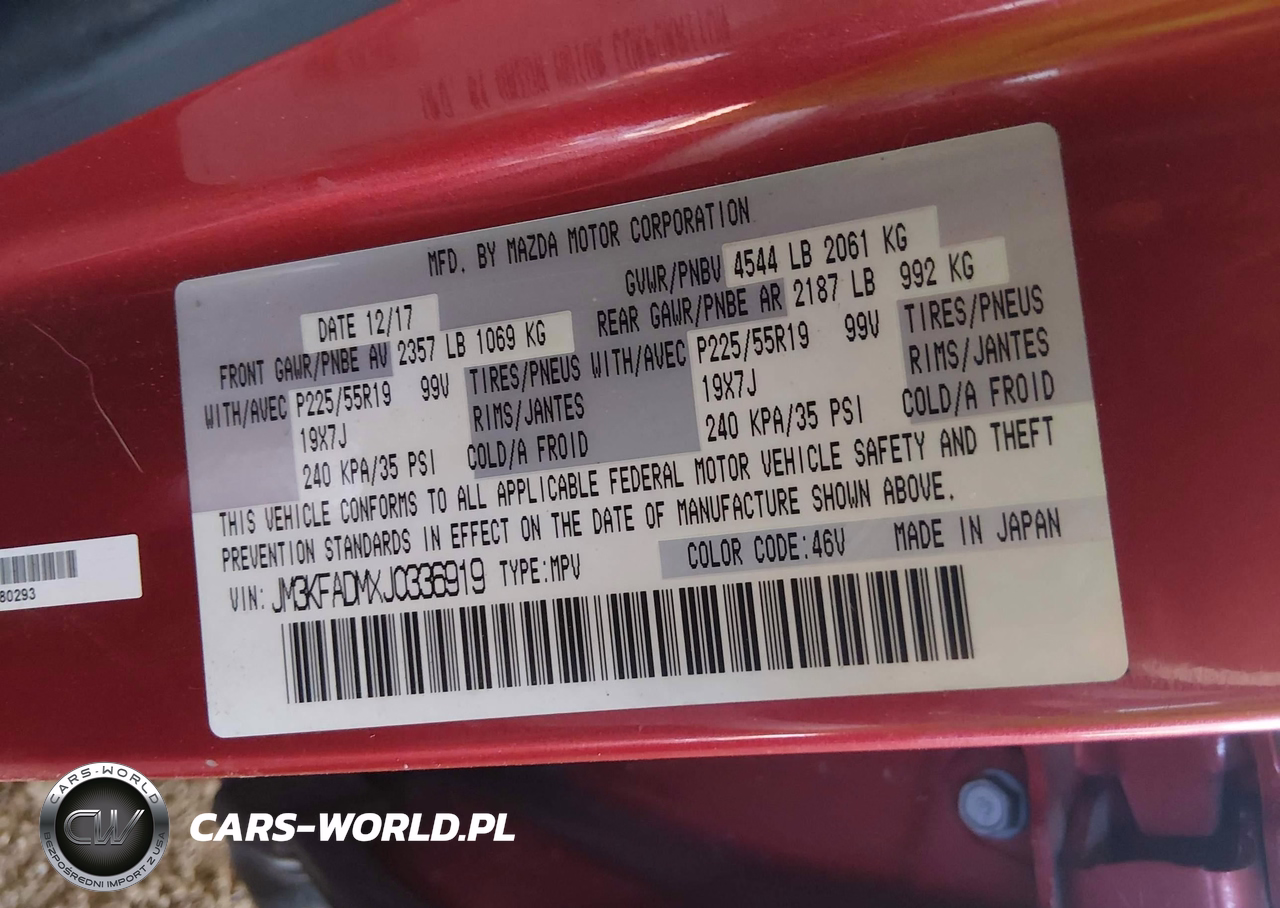 MFD. BY MAZDA MOTOR CORPORATION
DATE 12/17
GVWR/PNBV 4544 LB 2061 KG
FRONT GAWR/PNBE AV 2357 LB 1069 KG
REAR GAWR/PNBE AR 2187 LB 992 KG
WITH/AVEC P225/55R19 99V TIRES/PNEUS
19X7J RIMS/JANTES
240 KPA/35 PSI COLD/A FROID
WITH/AVEC P225/55R19 99V TIRES/PNEUS
19X7J RIMS/JANTES
240 KPA/35 PSI COLD/A FROID
THIS VEHICLE CONFORMS TO ALL APPLICABLE FEDERAL MOTOR VEHICLE SAFETY AND THEFT
PREVENTION STANDARDS IN EFFECT ON THE DATE OF MANUFACTURE SHOWN ABOVE.
VIN: JM3KFADMXJ0336919 TYPE:MPV COLOR CODE:46V MADE IN JAPAN
80293
CARS-WORLD
CW
BEZPOŚREDNI IMPORT Z USA
CARS-WORLD.PL